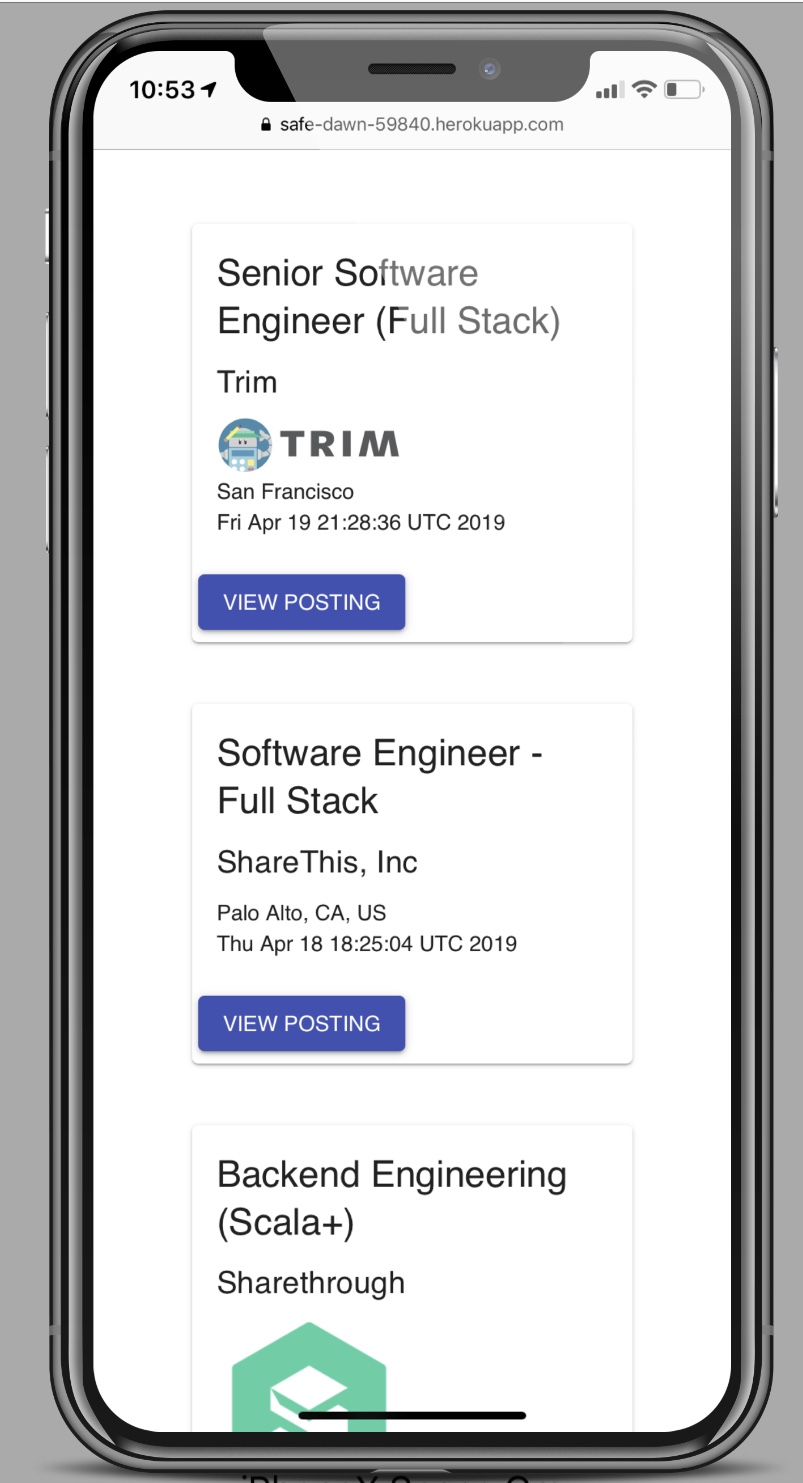 10:53
safe-dawn-59840.herokuapp.com
Senior Software
Engineer (Full Stack)
Trim
TRIM
San Francisco
Fri Apr 19 21:28:36 UTC 2019
VIEW POSTING
Software Engineer -
Full Stack
ShareThis, Inc
Palo Alto, CA, US
Thu Apr 18 18:25:04 UTC 2019
VIEW POSTING
Backend Engineering
(Scala+)
Sharethrough